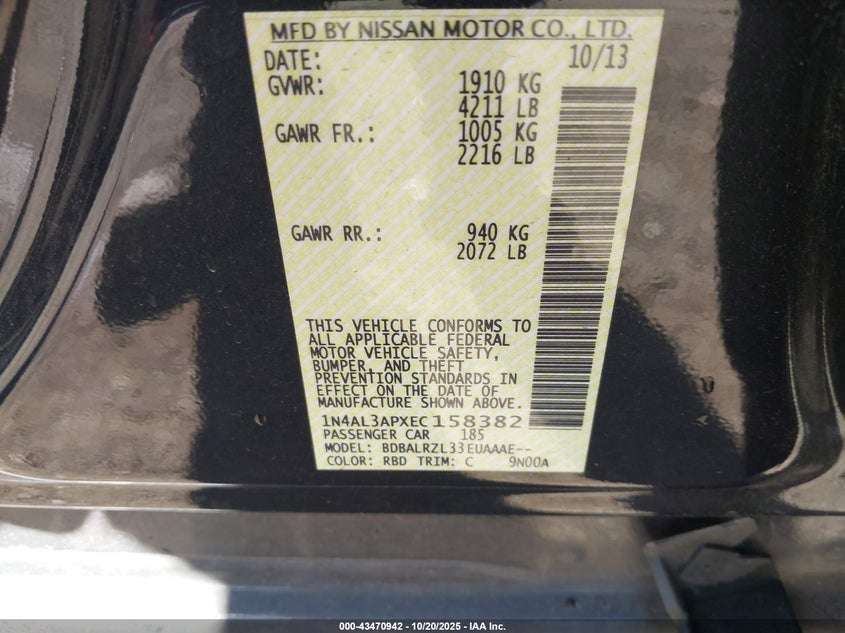 MFD BY NISSAN MOTOR CO., LTD.
DATE: 10/13
GVWR: 1910 KG
4211 LB
GAWR FR.: 1005 KG
2216 LB
GAWR RR.: 940 KG
2072 LB
THIS VEHICLE CONFORMS TO
ALL APPLICABLE FEDERAL
MOTOR VEHICLE SAFETY,
BUMPER, AND THEFT
PREVENTION STANDARDS IN
EFFECT ON THE DATE OF
MANUFACTURE SHOWN ABOVE.
1N4AL3APXEC158382
PASSENGER CAR 185
MODEL: BDBALRZL33EUAAAE--
COLOR: RBD TRIM: C 9N00A
000-43470942 - 10/20/2025 - IAA Inc.